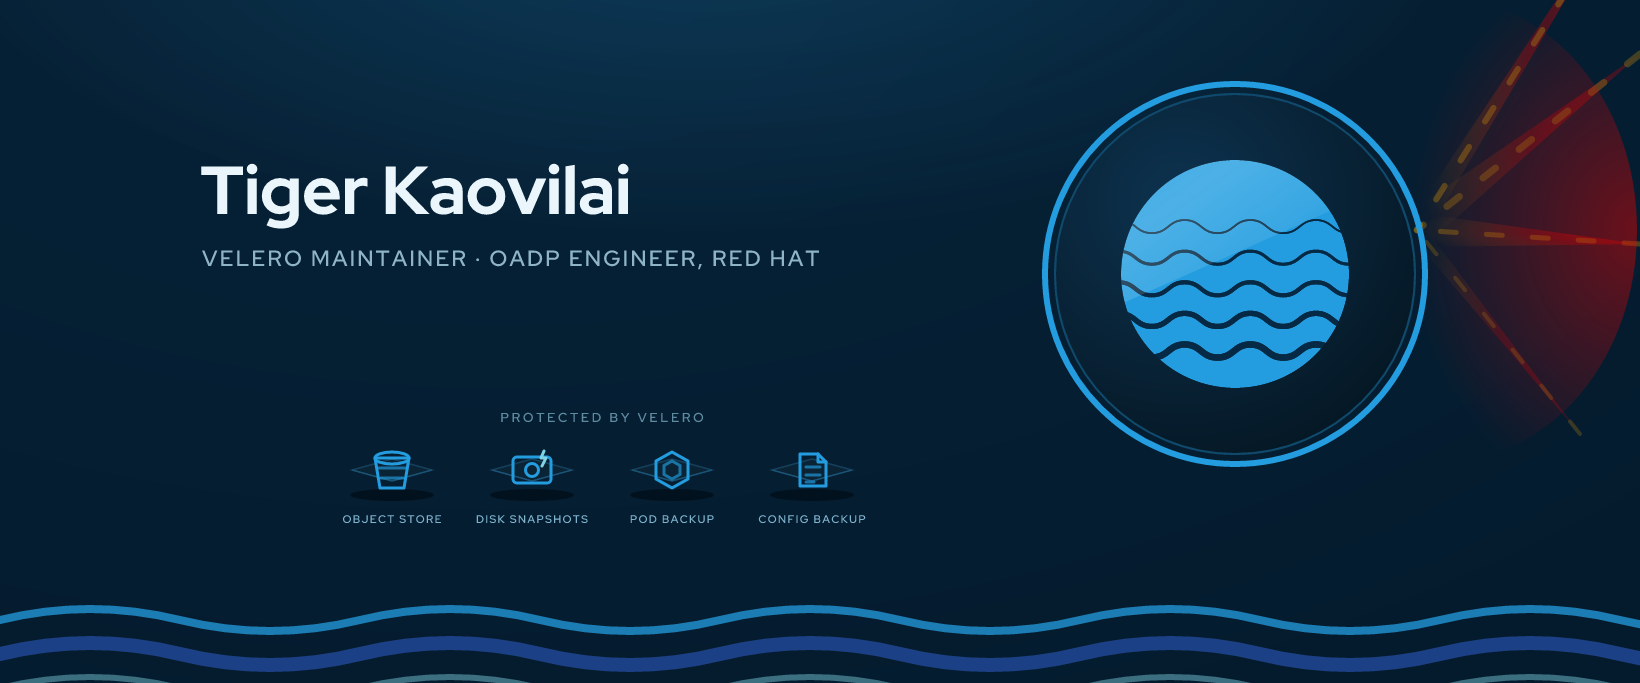 Tiger Kaovilai
VELERO MAINTAINER · OADP ENGINEER, RED HAT
PROTECTED BY VELERO
OBJECT STORE
DISK SNAPSHOTS
POD BACKUP
CONFIG BACKUP